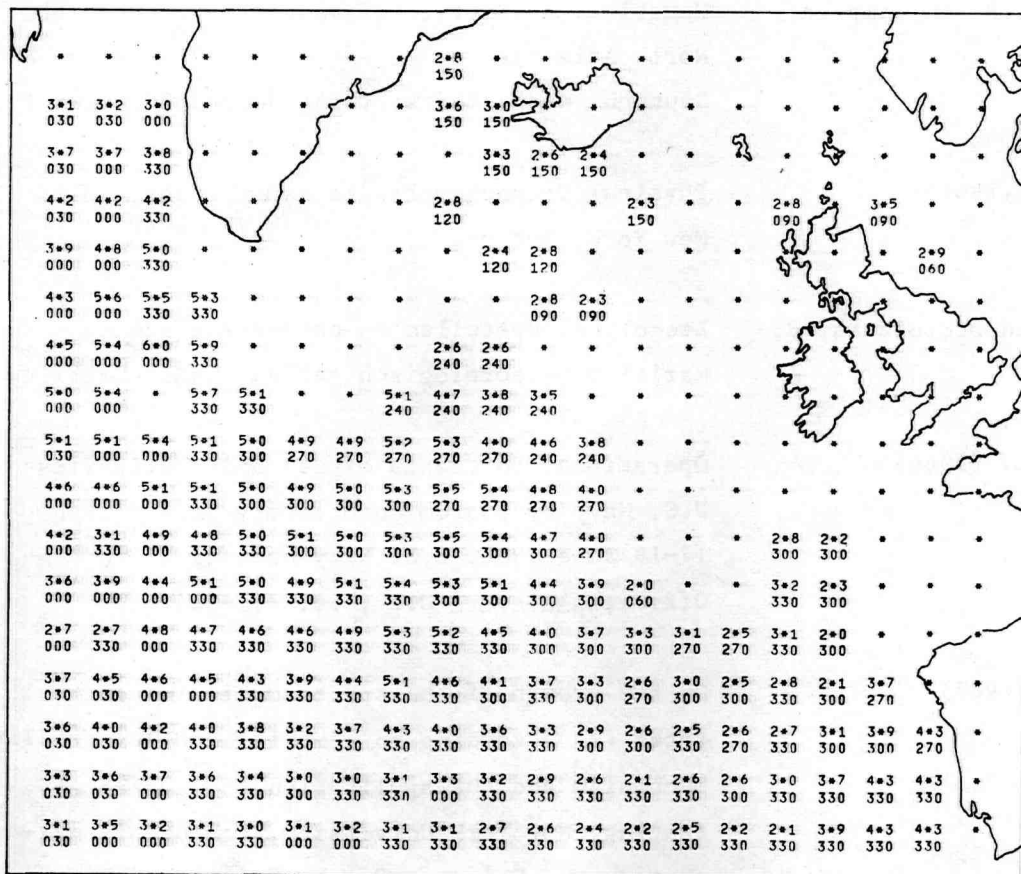 * * * * * * * * 2*8 * * * * * * * * * * *
150
3*1 3*2 3*0 * * * * * 3*6 3*0 * * * * * * * * * *
030 030 000 150 150
3*7 3*7 3*8 * * * * * * 3*3 2*6 2*4 * * * * * * * *
030 000 330 150 150 150
4*2 4*2 4*2 * * * * * 2*8 * * * 2*3 * * 2*8 * 3*5 * *
030 000 330 120 150 090 090
3*9 4*8 5*0 * * * * * * 2*4 2*8 * * * * * * * 2*9 *
000 000 330 120 120 060
4*3 5*6 5*5 5*3 * * * * * * 2*8 2*3 * * * * * * * *
000 000 330 330 090 090
4*5 5*4 6*0 5*9 * * * * 2*6 2*6 * * * * * * * * * *
000 000 000 330 240 240
5*0 5*4 * 5*7 5*1 * * 5*1 4*7 3*8 3*5 * * * * * * * * *
000 000 330 330 240 240 240 240
5*1 5*1 5*4 5*1 5*0 4*9 4*9 5*2 5*3 4*0 4*6 3*8 * * * * * * * *
030 000 000 330 300 270 270 270 270 270 240 240
4*6 4*6 5*1 5*1 5*0 4*9 5*0 5*3 5*5 5*4 4*8 4*0 * * * * * * * *
000 000 000 330 300 300 300 300 270 270 270 270
4*2 3*1 4*9 4*8 5*0 5*1 5*0 5*3 5*5 5*4 4*7 4*0 * * * 2*8 2*2 * * *
000 330 000 330 330 300 300 300 300 300 300 270 300 300
3*6 3*9 4*4 5*1 5*0 4*9 5*1 5*4 5*3 5*1 4*4 3*9 2*0 * * 3*2 2*3 * * *
000 000 000 000 330 330 330 330 300 300 300 300 060 330 300
2*7 2*7 4*8 4*7 4*6 4*6 4*9 5*3 5*2 4*5 4*0 3*7 3*3 3*1 2*5 3*1 2*0 * * *
000 330 000 330 330 330 330 330 330 330 300 300 300 270 270 330 300
3*7 4*5 4*6 4*5 4*3 3*9 4*4 5*1 4*6 4*1 3*7 3*3 2*6 3*0 2*5 2*8 2*1 3*7 * *
030 030 000 000 330 330 330 330 330 300 330 300 270 300 300 330 300 270
3*6 4*0 4*2 4*0 3*8 3*2 3*7 4*3 4*0 3*6 3*3 2*9 2*6 2*5 2*6 2*7 3*1 3*9 4*3 *
030 030 000 330 330 330 330 330 330 330 330 300 300 330 270 330 300 300 270
3*3 3*6 3*7 3*6 3*4 3*0 3*0 3*1 3*3 3*2 2*9 2*6 2*1 2*6 2*6 3*0 3*7 4*3 4*3 *
030 030 000 330 330 300 330 330 000 330 330 330 330 330 300 330 330 330 330
3*1 3*5 3*2 3*1 3*0 3*1 3*2 3*1 3*1 2*7 2*6 2*4 2*2 2*5 2*2 2*1 3*9 4*3 4*3 *
030 000 000 330 330 000 000 330 330 330 330 330 330 330 330 330 330 330 330